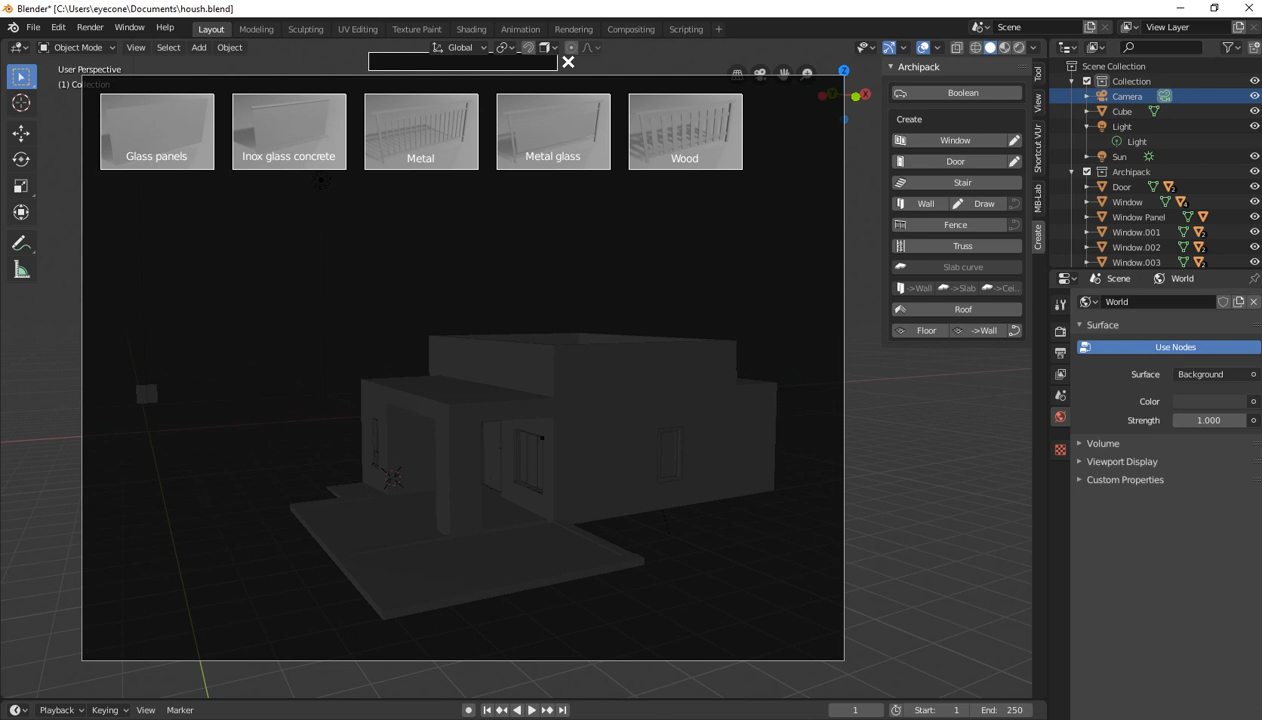 Blender* [C:\Users\eyecone\Documents\housh.blend]
File Edit Render Window Help Layout Modeling Sculpting UV Editing Texture Paint Shading Animation Rendering Compositing Scripting + Scene View Layer
Object Mode View Select Add Object Global
User Perspective
(1) Collection
Glass panels
Inox glass concrete
Metal
Metal glass
Wood
Z
Y
X
Archipack
Boolean
Create
Window
Door
Stair
Wall Draw
Fence
Truss
Slab curve
->Wall ->Slab ->Cei..
Roof
Floor ->Wall
Tool
View
Shortcut VUr
MB-Lab
Create
Scene Collection
Collection
Camera
Cube
Light
Light
Sun
Archipack
Door 2
Window 4
Window Panel
Window.001 2
Window.002 2
Window.003 2
Scene World
World
Surface
Use Nodes
Surface Background
Color
Strength 1.000
Volume
Viewport Display
Custom Properties
Playback Keying View Marker 1 Start: 1 End: 250